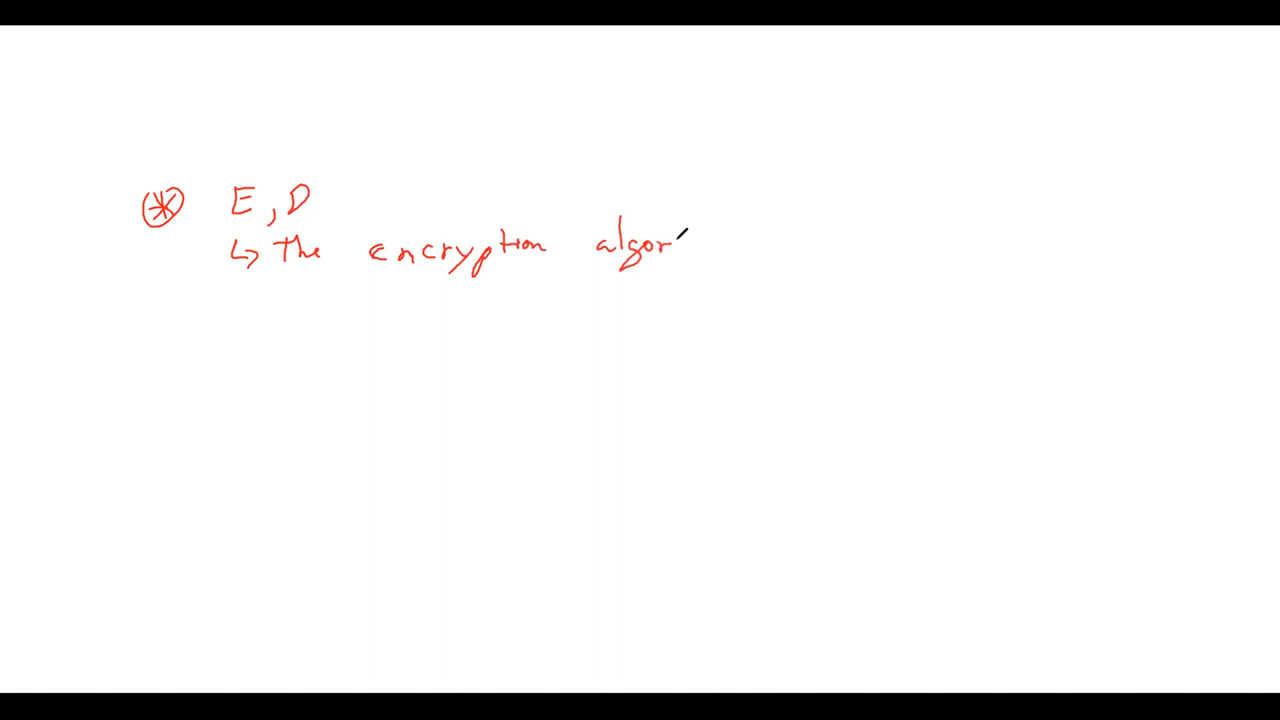 ⊛ E, D
↳ The encryption algor